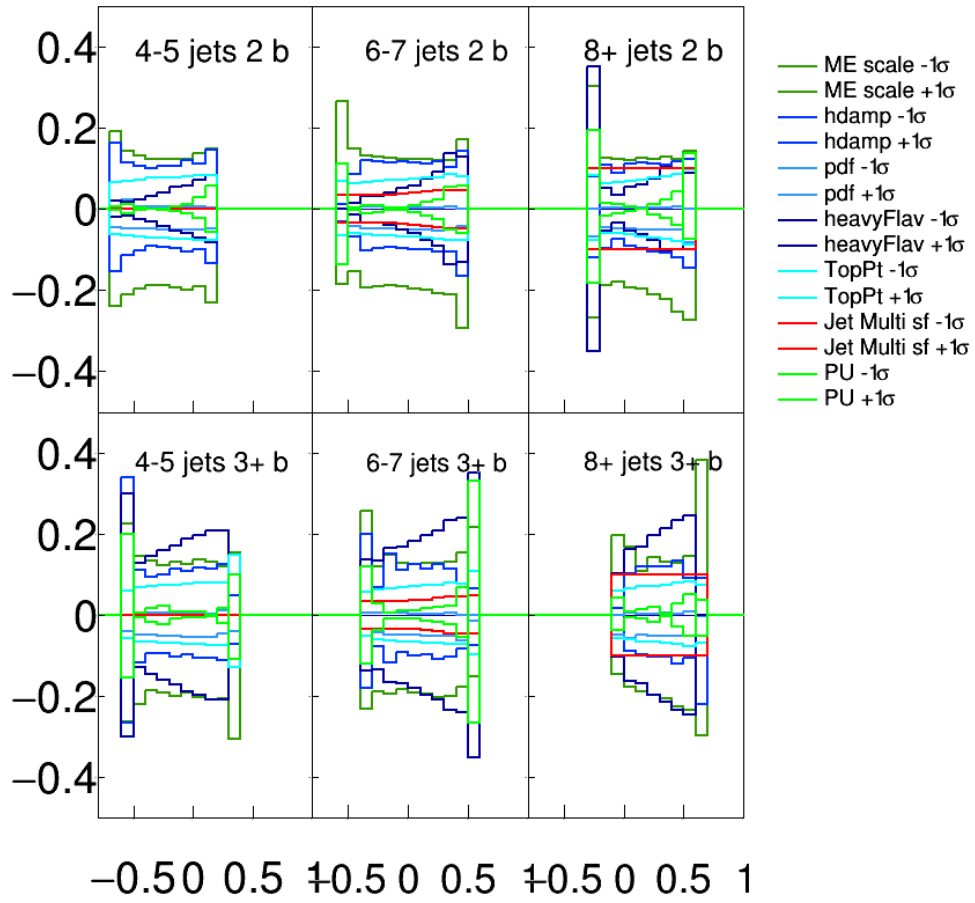 4-5 jets 2 b
6-7 jets 2 b
8+ jets 2 b
0.4
0.2
0
−0.2
−0.4
4-5 jets 3+ b
6-7 jets 3+ b
8+ jets 3+ b
0.4
0.2
0
−0.2
−0.4
−0.5 0 0.5 1
−0.5 0 0.5 1
−0.5 0 0.5 1
ME scale -1σ
ME scale +1σ
hdamp -1σ
hdamp +1σ
pdf -1σ
pdf +1σ
heavyFlav -1σ
heavyFlav +1σ
TopPt -1σ
TopPt +1σ
Jet Multi sf -1σ
Jet Multi sf +1σ
PU -1σ
PU +1σ